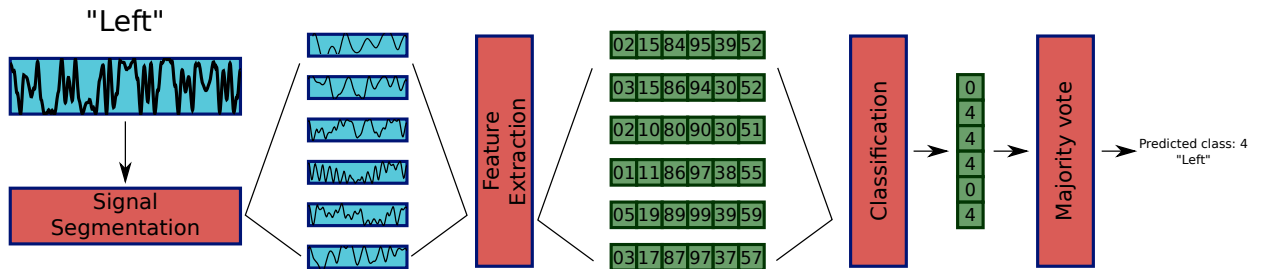 "Left"
Signal
Segmentation
Feature
Extraction
02 15 84 95 39 52
03 15 86 94 30 52
02 10 80 90 30 51
01 11 86 97 38 55
05 19 89 99 39 59
03 17 87 97 37 57
Classification
0
4
4
4
0
4
Majority vote
Predicted class: 4
"Left"